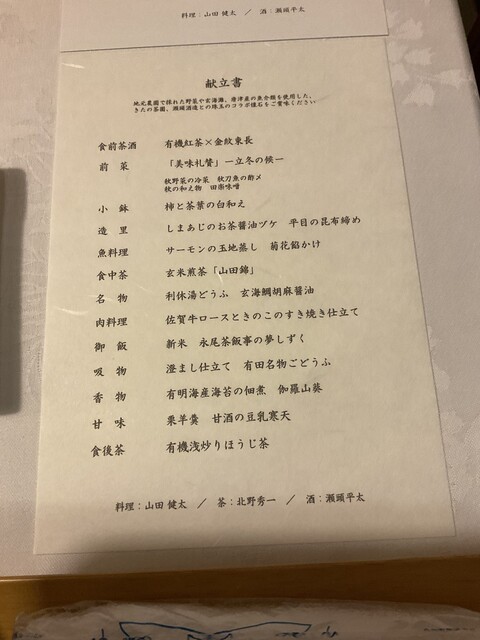 料理：山田 健太　／　酒：瀬頭平太
献立書
地元農園で採れた野菜や玄海灘、唐津産の魚介類を使用した、
きたの茶園、瀬頭酒造との珠玉のコラボ懐石をご賞味ください
食前茶酒　有機紅茶×金紋東長
前　菜　「美味札賛」ー立冬の候ー
秋野菜の冷菜　秋刀魚の酢〆
秋の和え物　田楽味噌
小　鉢　柿と茶葉の白和え
造　里　しまあじのお茶醤油ヅケ　平目の昆布締め
魚料理　サーモンの玉地蒸し　菊花餡かけ
食中茶　玄米煎茶「山田錦」
名　物　利休湯どうふ　玄海鯛胡麻醤油
肉料理　佐賀牛ロースときのこのすき焼き仕立て
御　飯　新米　永尾茶飯事の夢しずく
吸　物　澄まし仕立て　有田名物ごどうふ
香　物　有明海産海苔の佃煮　伽羅山葵
甘　味　栗羊羹　甘酒の豆乳寒天
食後茶　有機浅炒りほうじ茶
料理：山田 健太　／　茶：北野秀一　／　酒：瀬頭平太